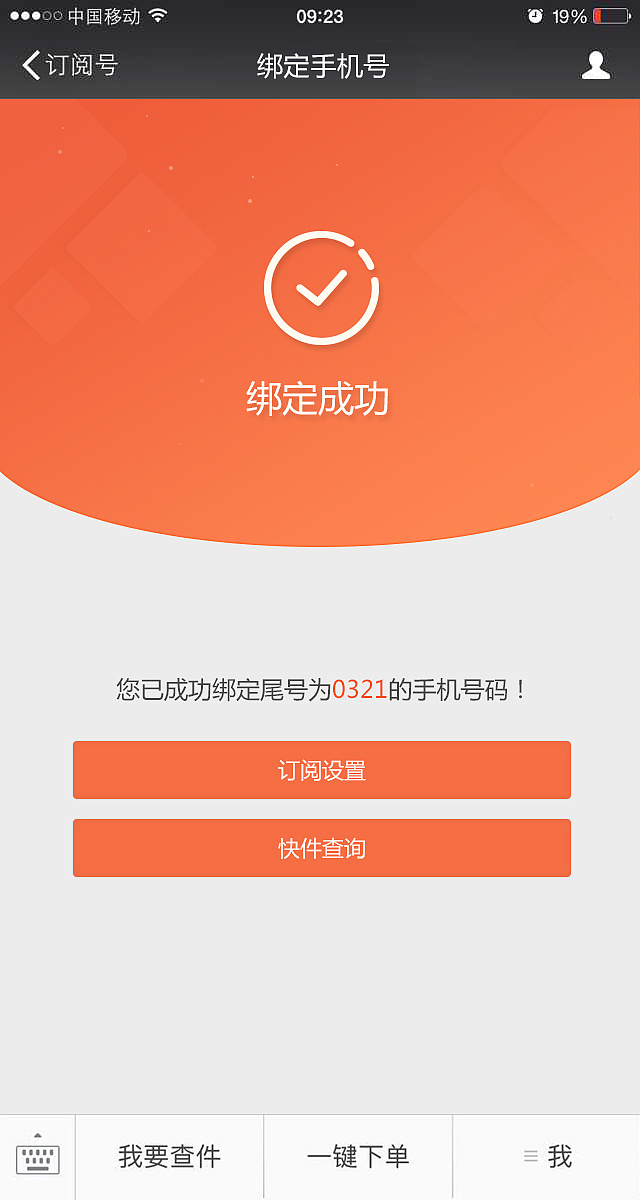 中国移动 09:23 19%
订阅号 绑定手机号
绑定成功
您已成功绑定尾号为0321的手机号码！
订阅设置
快件查询
我要查件 一键下单 我